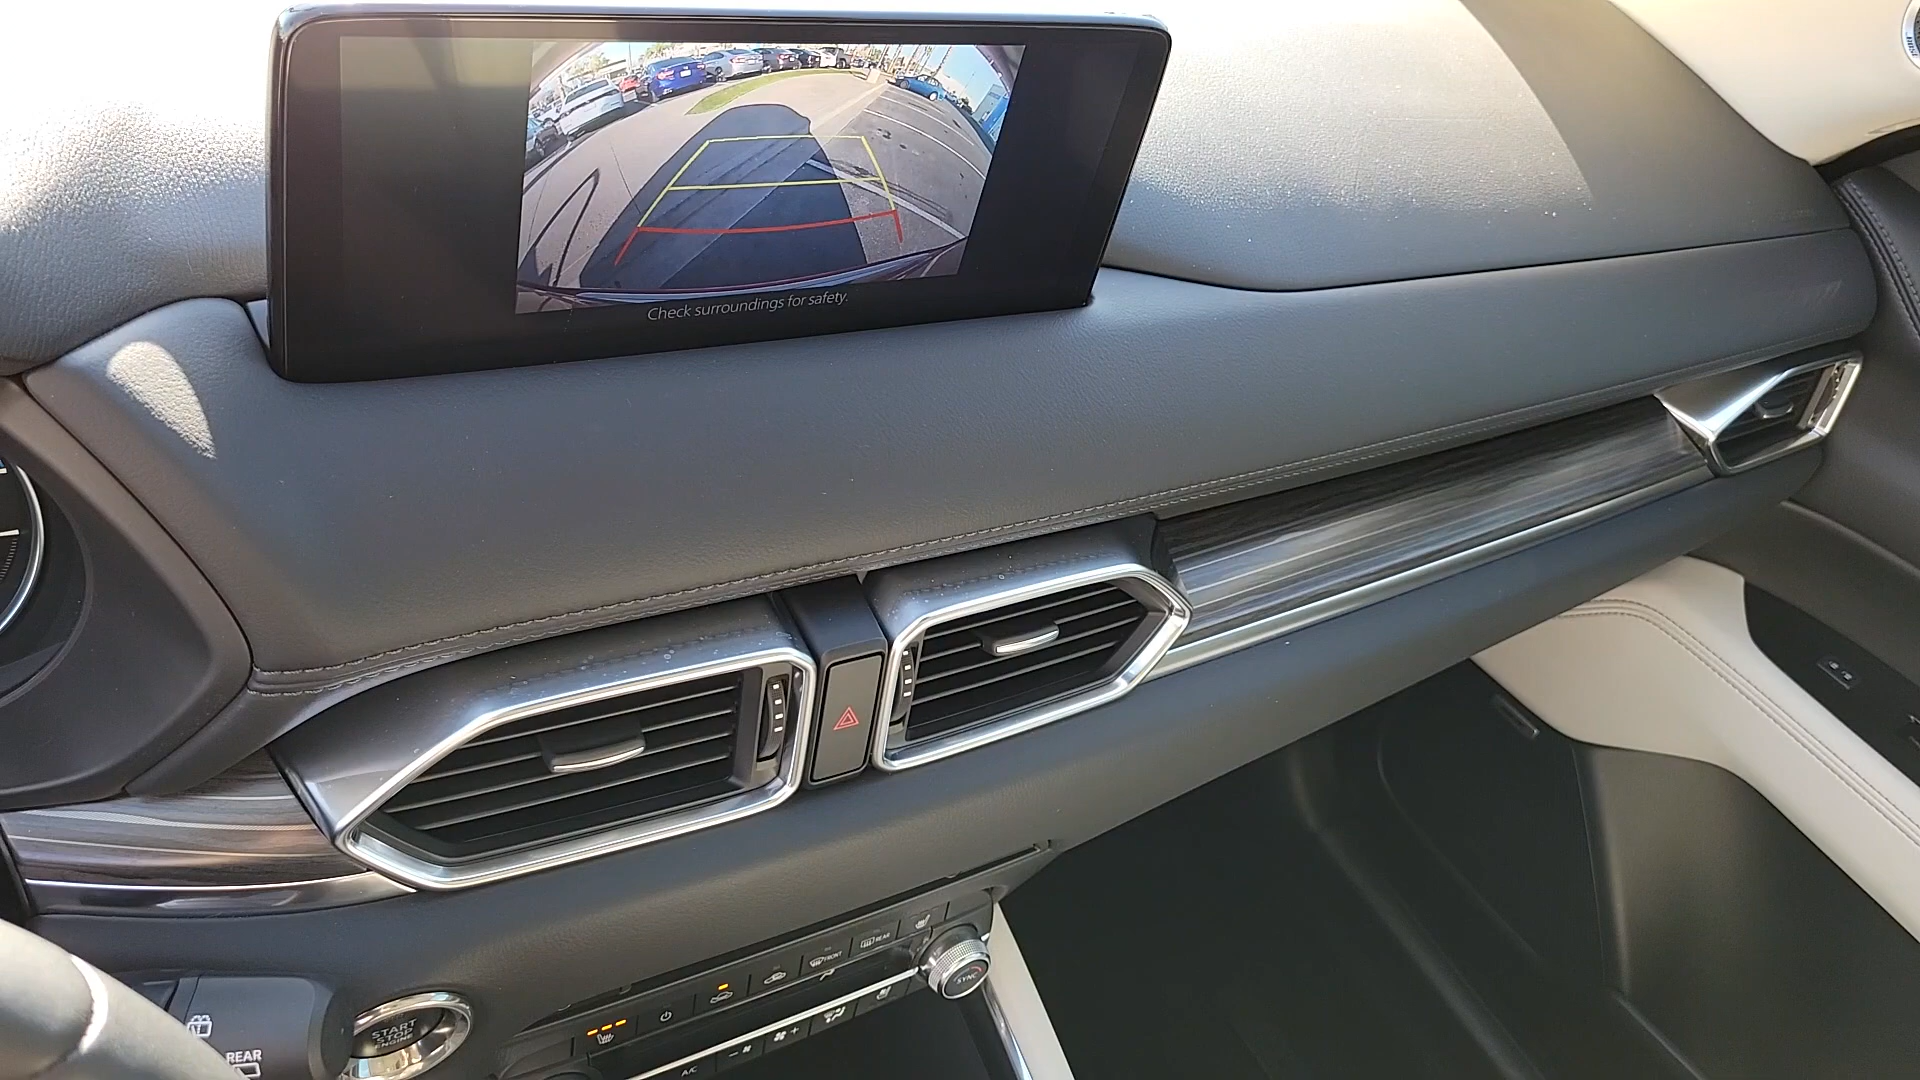 Check surroundings for safety.
REAR
FRONT
SYNC
START
STOP
ENGINE
REAR
A/C